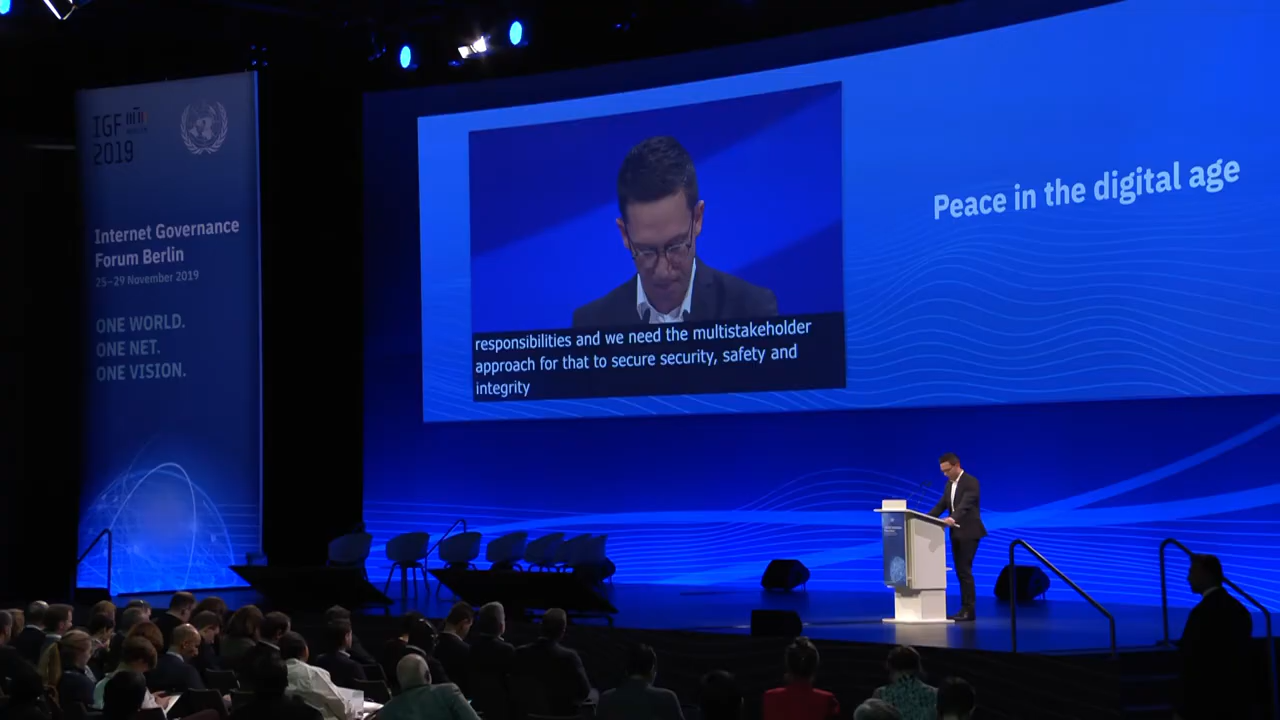 IGF
2019
Internet Governance
Forum Berlin
25–29 November 2019
ONE WORLD.
ONE NET.
ONE VISION.
Peace in the digital age
responsibilities and we need the multistakeholder
approach for that to secure security, safety and
integrity